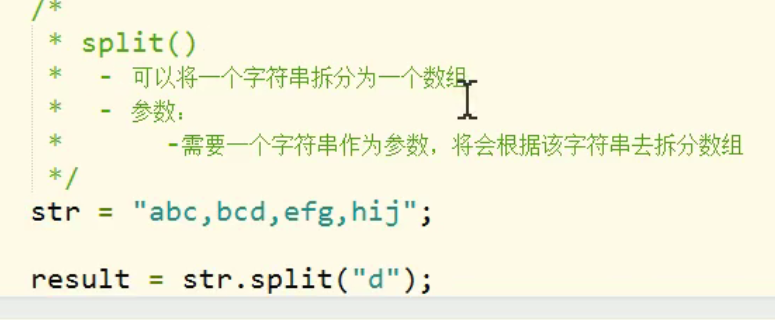 /*
* split()
* - 可以将一个字符串拆分为一个数组
* - 参数：
* -需要一个字符串作为参数，将会根据该字符串去拆分数组
*/
str = "abc,bcd,efg,hij";
result = str.split("d");